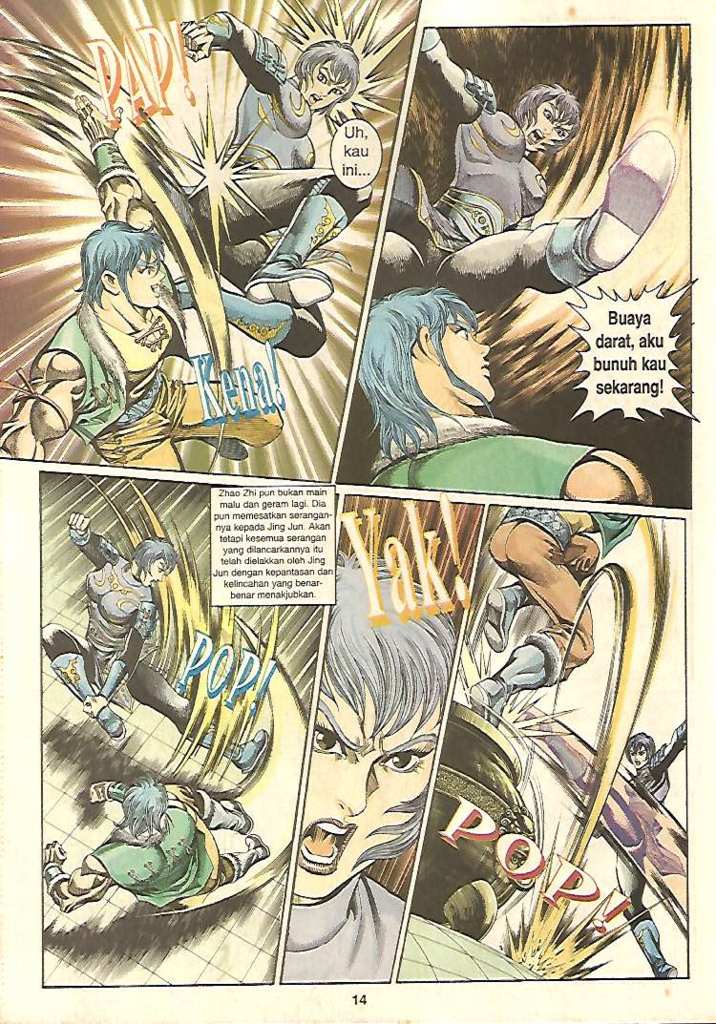 PAP!
Uh,
kau
ini...
Kena!
Buaya
darat, aku
bunuh kau
sekarang!
Zhao Zhi pun bukan main
malu dan geram lagi. Dia
pun memesatkan serangan-
nya kepada Jing Jun. Akan
tetapi kesemua serangan
yang dilancarkannya itu
telah dielakkan oleh Jing
Jun dengan kepantasan dan
kelincahan yang benar-
benar menakjubkan.
POP!
Yak!
POP!
14